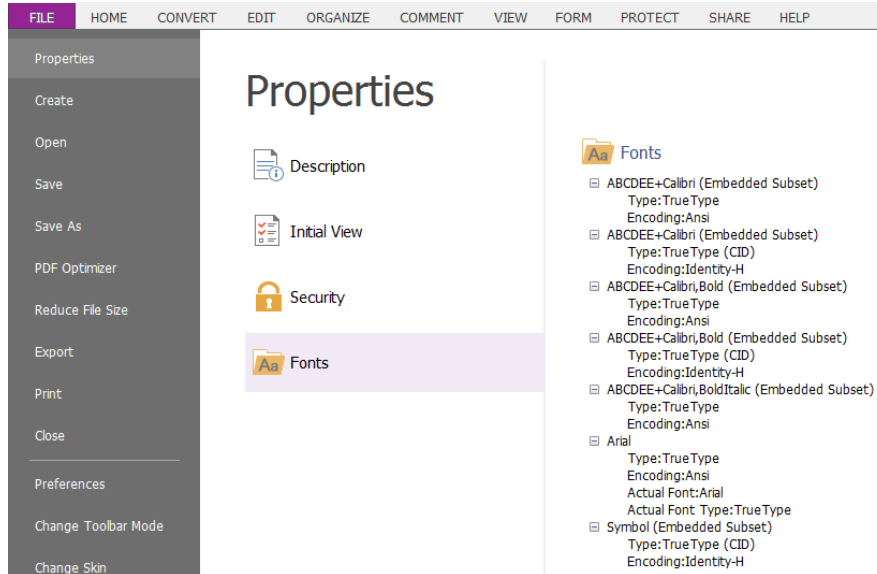 FILE HOME CONVERT EDIT ORGANIZE COMMENT VIEW FORM PROTECT SHARE HELP
Properties
Create
Open
Save
Save As
PDF Optimizer
Reduce File Size
Export
Print
Close
Preferences
Change Toolbar Mode
Change Skin
Properties
Description
Initial View
Security
Aa Fonts
Aa Fonts
ABCDEE+Calibri (Embedded Subset)
Type:TrueType
Encoding:Ansi
ABCDEE+Calibri (Embedded Subset)
Type:TrueType (CID)
Encoding:Identity-H
ABCDEE+Calibri,Bold (Embedded Subset)
Type:TrueType
Encoding:Ansi
ABCDEE+Calibri,Bold (Embedded Subset)
Type:TrueType (CID)
Encoding:Identity-H
ABCDEE+Calibri,BoldItalic (Embedded Subset)
Type:TrueType
Encoding:Ansi
Arial
Type:TrueType
Encoding:Ansi
Actual Font:Arial
Actual Font Type:TrueType
Symbol (Embedded Subset)
Type:TrueType (CID)
Encoding:Identity-H